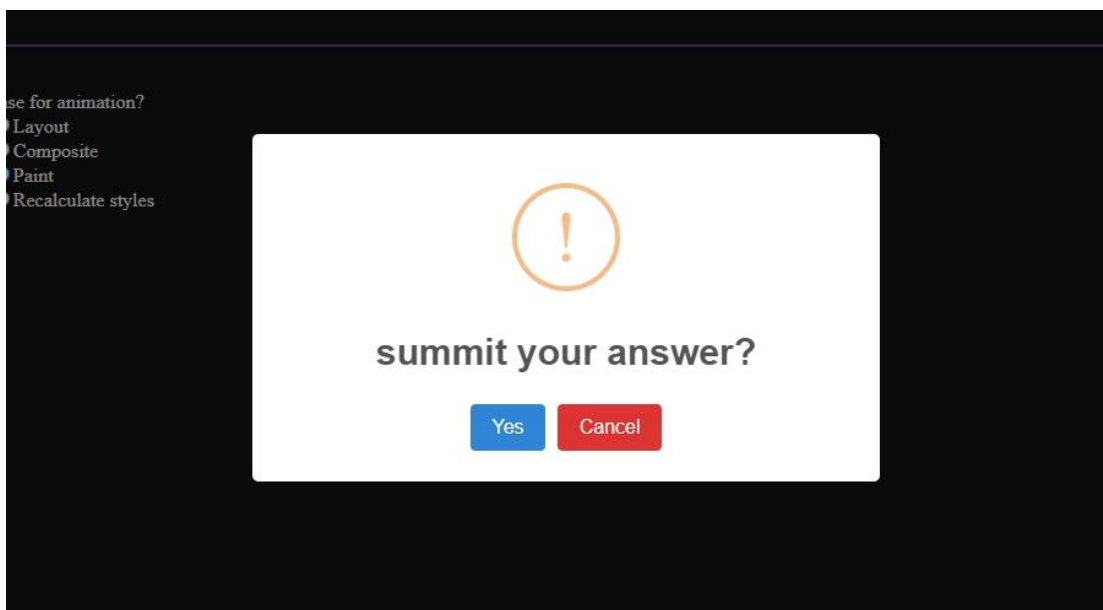 se for animation?
Layout
Composite
Paint
Recalculate styles
!
summit your answer?
Yes
Cancel